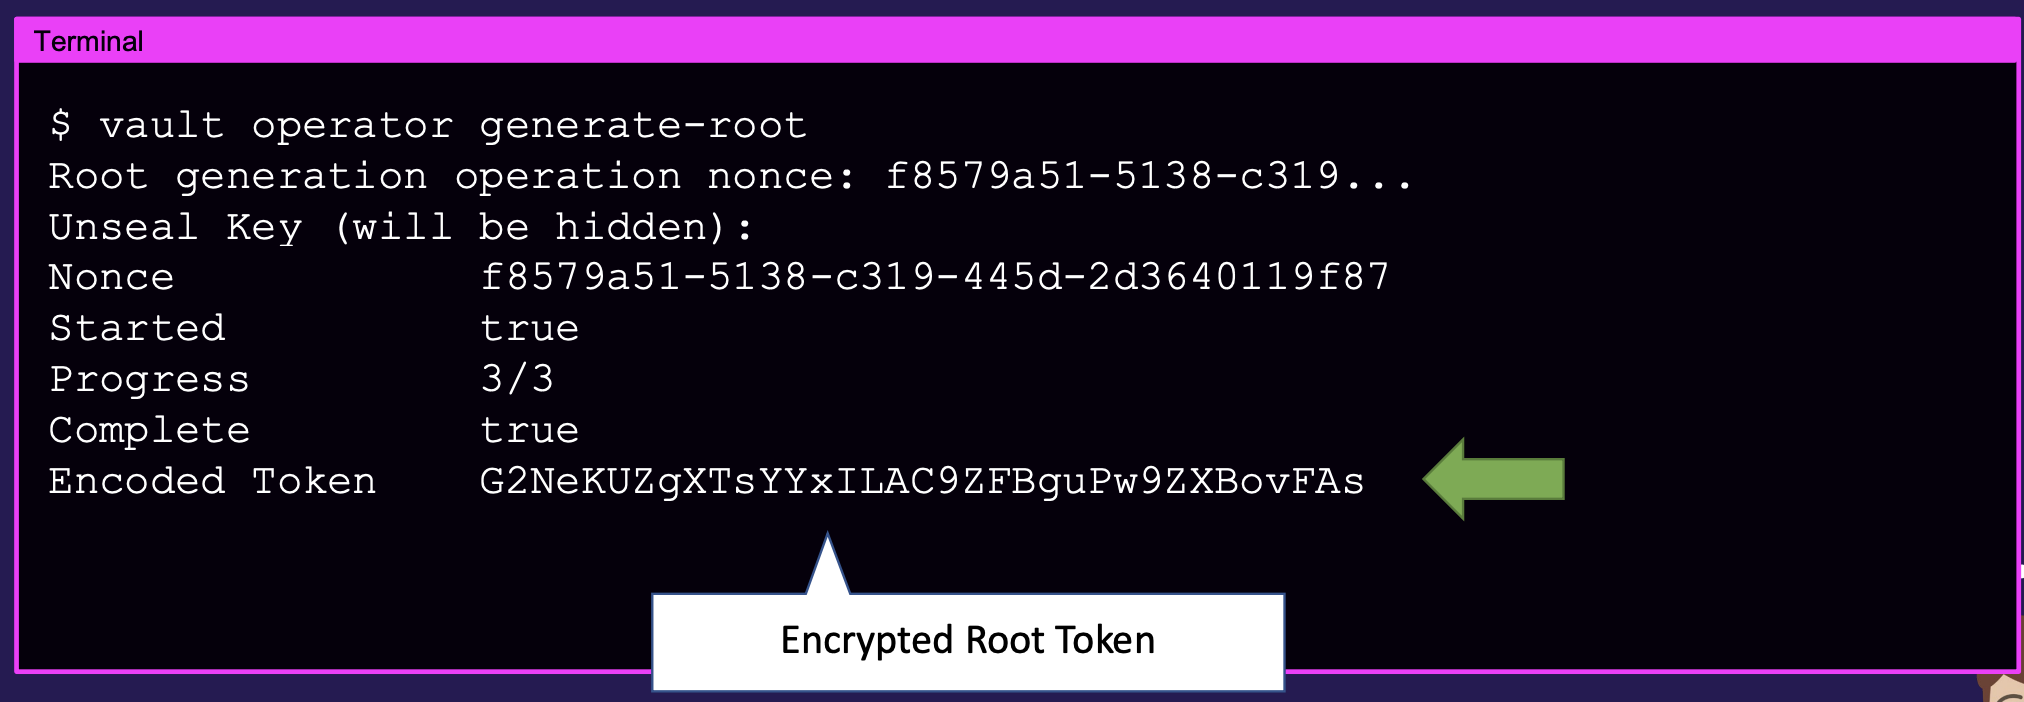 Terminal
$ vault operator generate-root
Root generation operation nonce: f8579a51-5138-c319...
Unseal Key (will be hidden):
Nonce f8579a51-5138-c319-445d-2d3640119f87
Started true
Progress 3/3
Complete true
Encoded Token G2NeKUZgXTsYYxILAC9ZFBguPw9ZXBovFAs
Encrypted Root Token